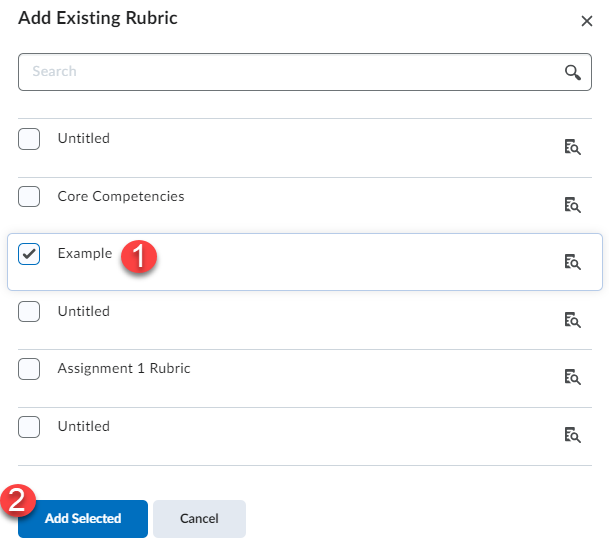 Add Existing Rubric
Search
Untitled
Core Competencies
Example 1
Untitled
Assignment 1 Rubric
Untitled
2
Add Selected Cancel